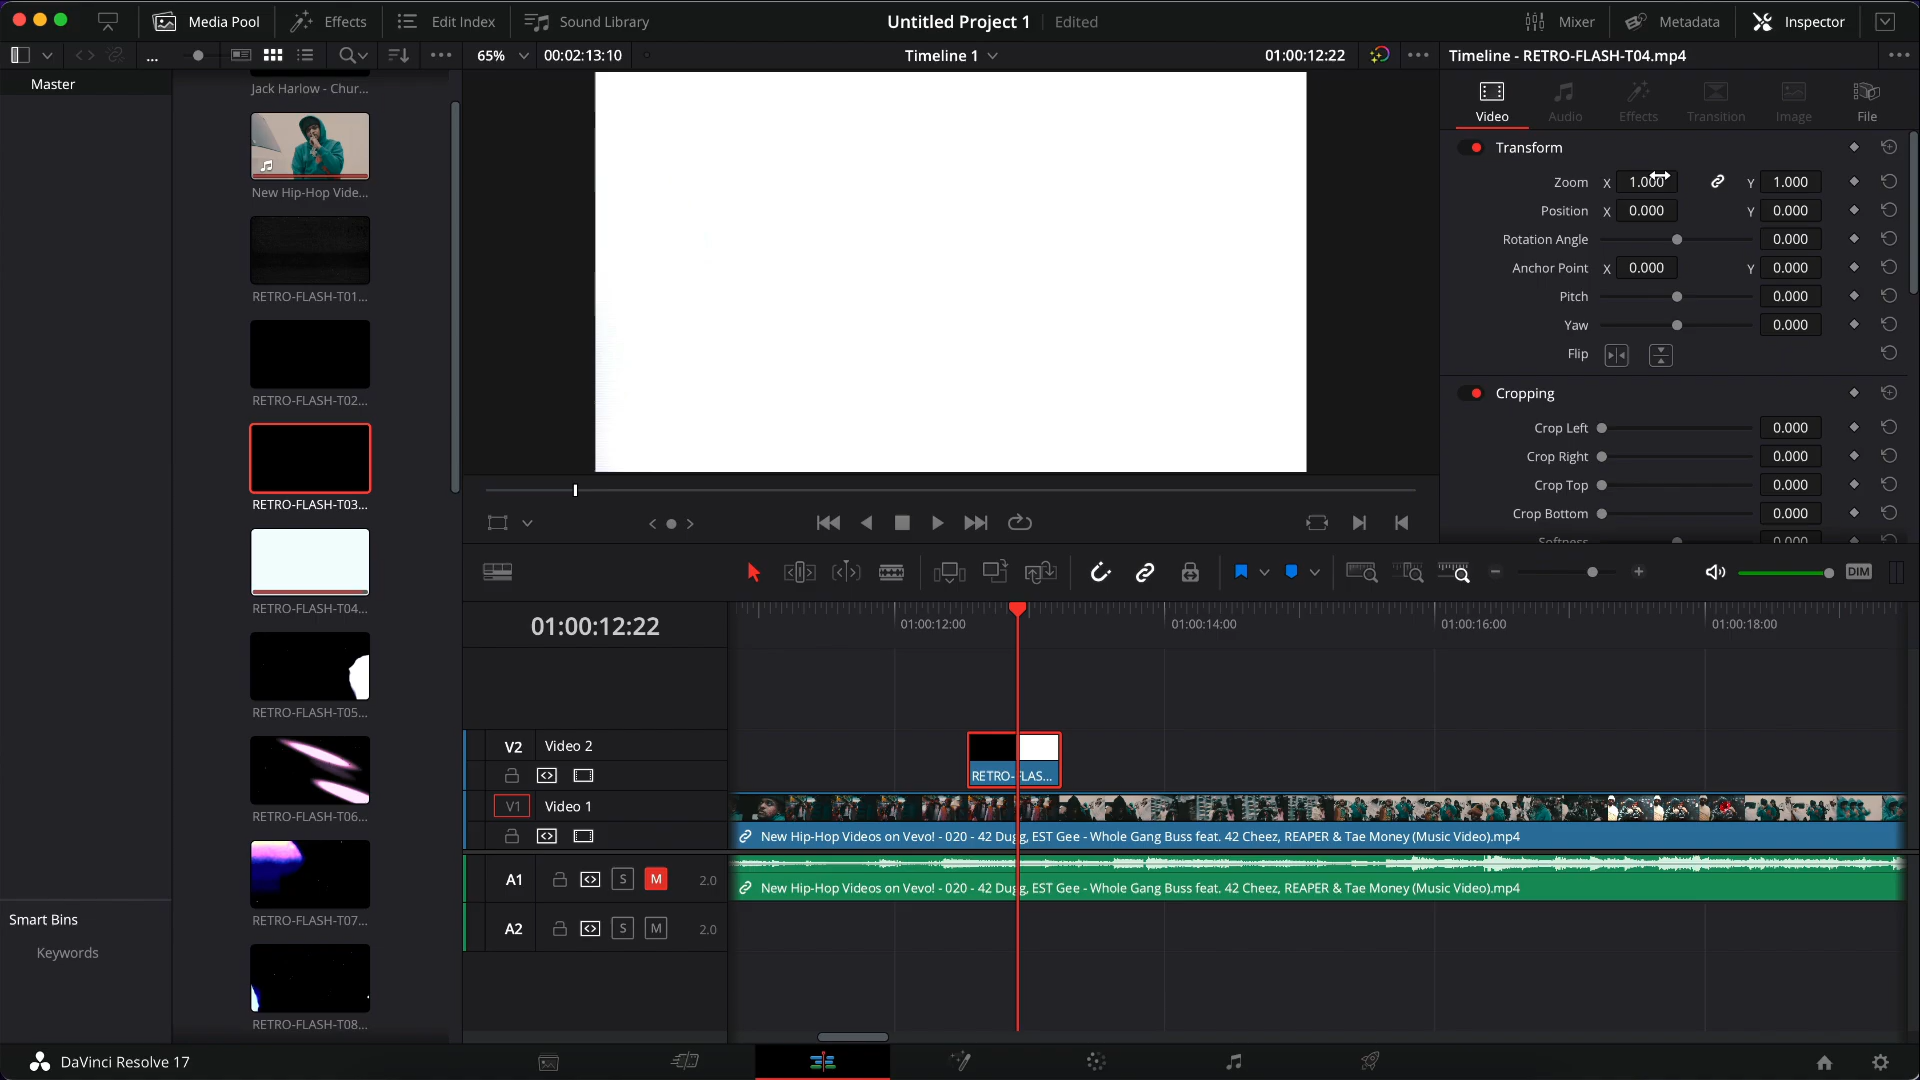 Media Pool
Effects
Edit Index
Sound Library
Untitled Project 1
Edited
Mixer
Metadata
Inspector
...
65%
00:02:13:10
Timeline 1
01:00:12:22
Timeline - RETRO-FLASH-T04.mp4
Master
Jack Harlow - Chur...
New Hip-Hop Vide...
RETRO-FLASH-T01...
RETRO-FLASH-T02...
RETRO-FLASH-T03...
RETRO-FLASH-T04...
RETRO-FLASH-T05...
RETRO-FLASH-T06...
RETRO-FLASH-T07...
RETRO-FLASH-T08...
Smart Bins
Keywords
Video
Audio
Effects
Transition
Image
File
Transform
Zoom X 1.000 Y 1.000
Position X 0.000 Y 0.000
Rotation Angle 0.000
Anchor Point X 0.000 Y 0.000
Pitch 0.000
Yaw 0.000
Flip
Cropping
Crop Left 0.000
Crop Right 0.000
Crop Top 0.000
Crop Bottom 0.000
Softness 0.000
DIM
01:00:12:22
01:00:12:00
01:00:14:00
01:00:16:00
01:00:18:00
V2 Video 2
RETRO-FLAS...
V1 Video 1
New Hip-Hop Videos on Vevo! - 020 - 42 Dugg, EST Gee - Whole Gang Buss feat. 42 Cheez, REAPER & Tae Money (Music Video).mp4
A1 S M 2.0
New Hip-Hop Videos on Vevo! - 020 - 42 Dugg, EST Gee - Whole Gang Buss feat. 42 Cheez, REAPER & Tae Money (Music Video).mp4
A2 S M 2.0
DaVinci Resolve 17